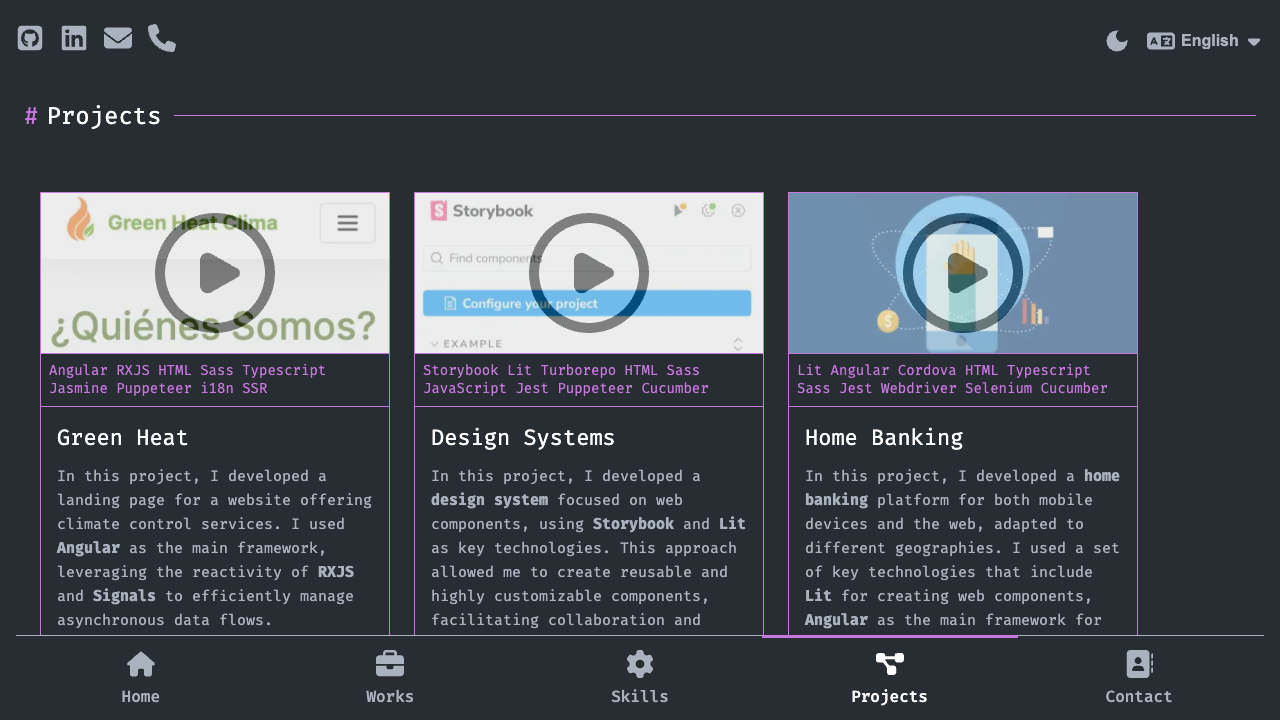 English
# Projects
Green Heat Clima
¿Quiénes Somos?
Angular RXJS HTML Sass Typescript
Jasmine Puppeteer i18n SSR
Green Heat
In this project, I developed a
landing page for a website offering
climate control services. I used
Angular as the main framework,
leveraging the reactivity of RXJS
and Signals to efficiently manage
asynchronous data flows.
Storybook
Find components
Configure your project
EXAMPLE
Storybook Lit Turborepo HTML Sass
JavaScript Jest Puppeteer Cucumber
Design Systems
In this project, I developed a
design system focused on web
components, using Storybook and Lit
as key technologies. This approach
allowed me to create reusable and
highly customizable components,
facilitating collaboration and
Lit Angular Cordova HTML Typescript
Sass Jest Webdriver Selenium Cucumber
Home Banking
In this project, I developed a home
banking platform for both mobile
devices and the web, adapted to
different geographies. I used a set
of key technologies that include
Lit for creating web components,
Angular as the main framework for
Home
Works
Skills
Projects
Contact